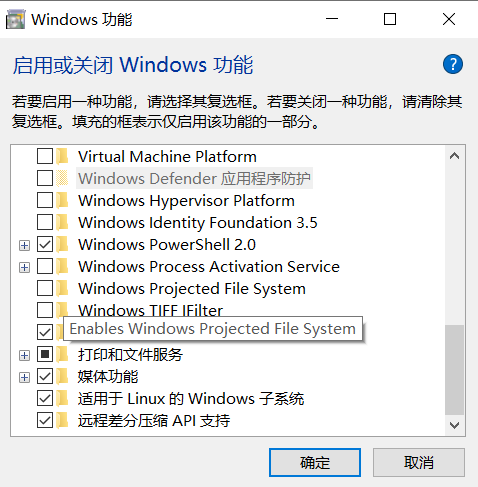 Windows 功能
启用或关闭 Windows 功能
?
若要启用一种功能，请选择其复选框。若要关闭一种功能，请清除其
复选框。填充的框表示仅启用该功能的一部分。
Virtual Machine Platform
Windows Defender 应用程序防护
Windows Hypervisor Platform
Windows Identity Foundation 3.5
Windows PowerShell 2.0
Windows Process Activation Service
Windows Projected File System
Windows TIFF IFilter
Enables Windows Projected File System
打印和文件服务
媒体功能
适用于 Linux 的 Windows 子系统
远程差分压缩 API 支持
确定
取消